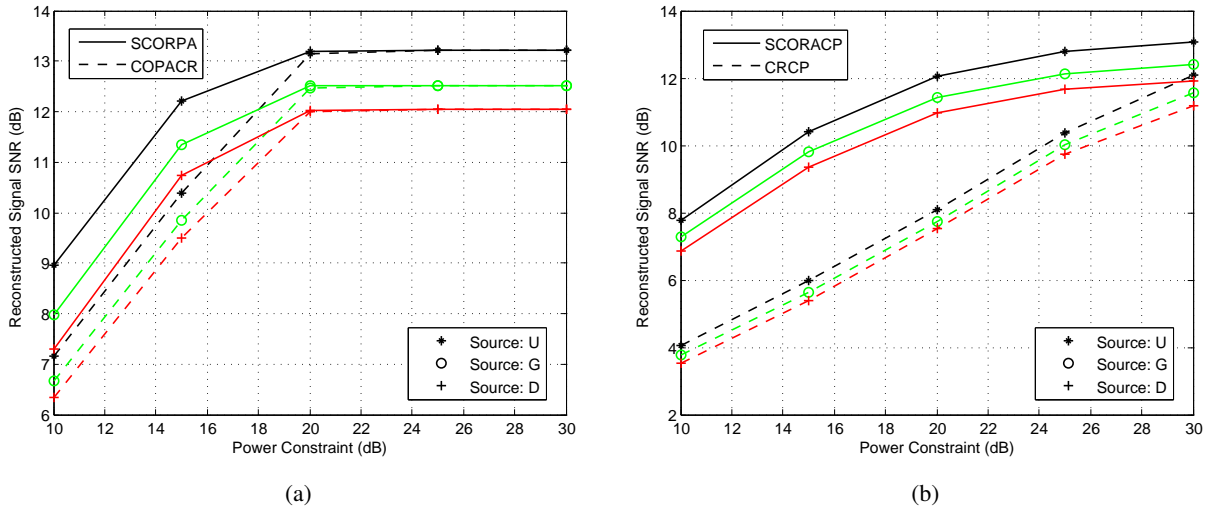 14
13
12
11
10
9
8
7
6
Reconstructed Signal SNR (dB)
SCORPA
COPACR
Source: U
Source: G
Source: D
10 12 14 16 18 20 22 24 26 28 30
Power Constraint (dB)
(a)
14
12
10
8
6
4
2
Reconstructed Signal SNR (dB)
SCORACP
CRCP
Source: U
Source: G
Source: D
10 12 14 16 18 20 22 24 26 28 30
Power Constraint (dB)
(b)